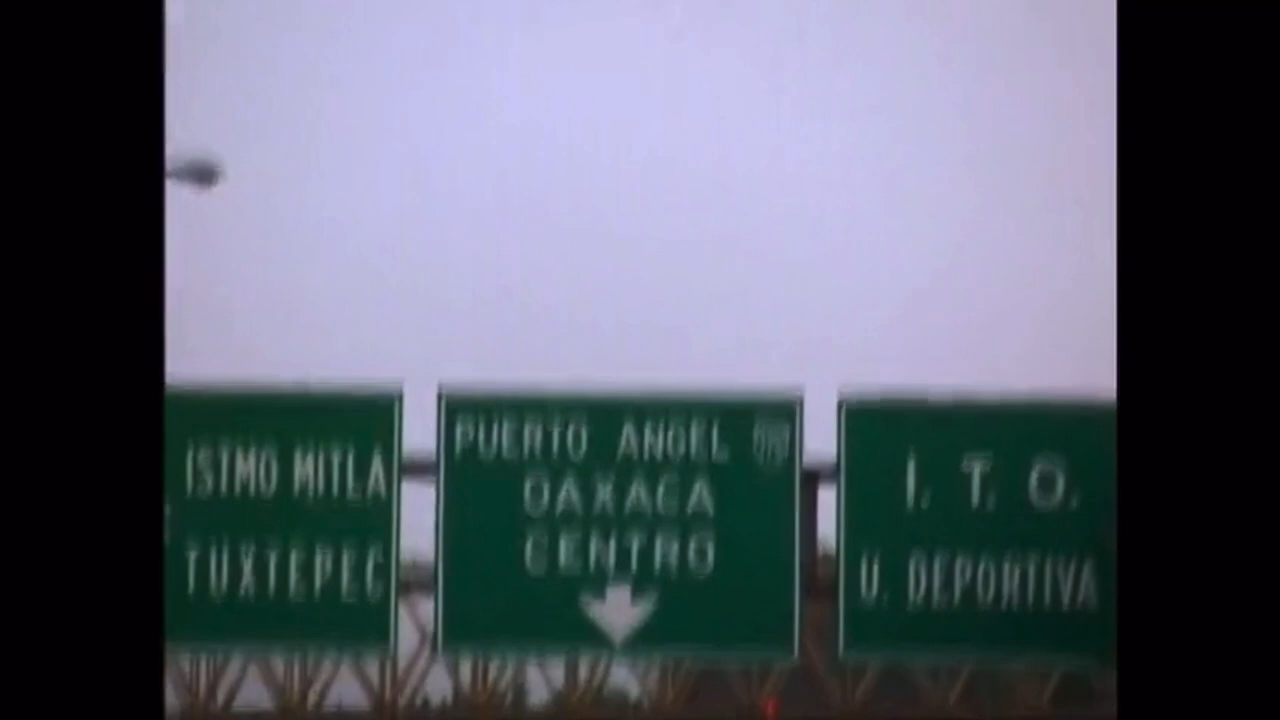 ISTMO MITLA
TUXTEPEC
PUERTO ANGEL
OAXACA
CENTRO
I. T. O.
U. DEPORTIVA